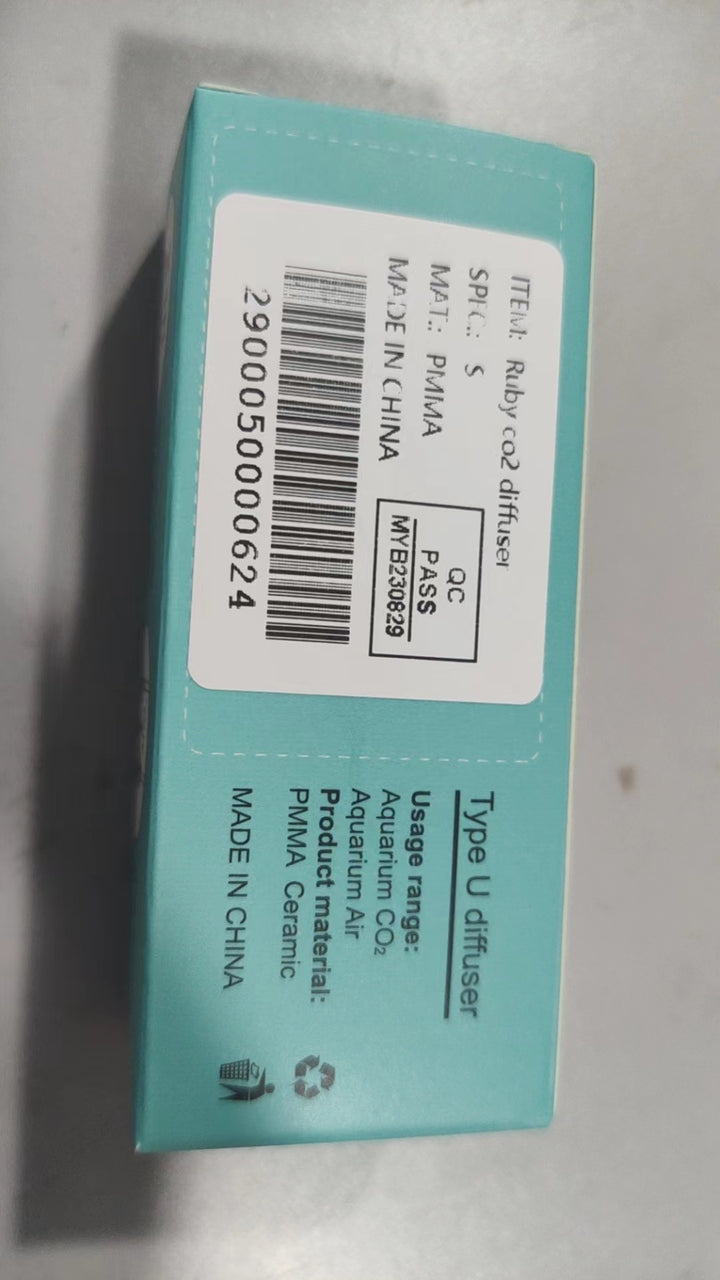 ITEM: Ruby co2 diffuser
SPEC.: S
MAT.: PMMA
MADE IN CHINA
QC
PASS
MYB230829
2900050000624
Type U diffuser
Usage range:
Aquarium CO₂
Aquarium Air
Product material:
PMMA Ceramic
MADE IN CHINA